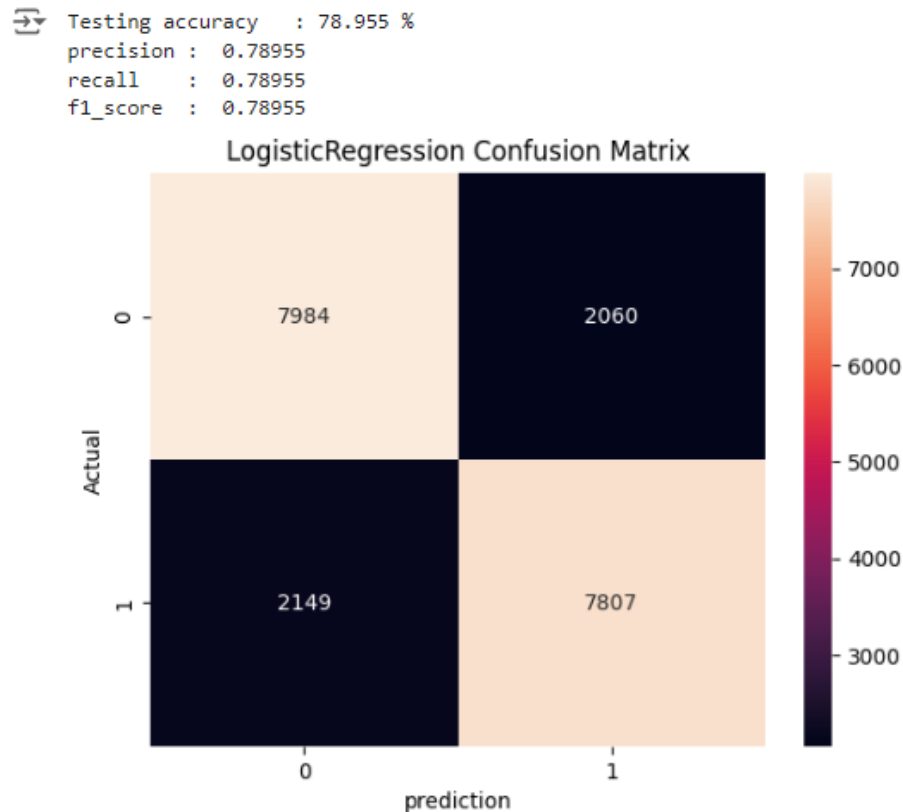 Testing accuracy   : 78.955 %
precision :  0.78955
recall    :  0.78955
f1_score  :  0.78955
LogisticRegression Confusion Matrix
7984
2060
0
2149
7807
1
Actual
0
1
prediction
7000
6000
5000
4000
3000